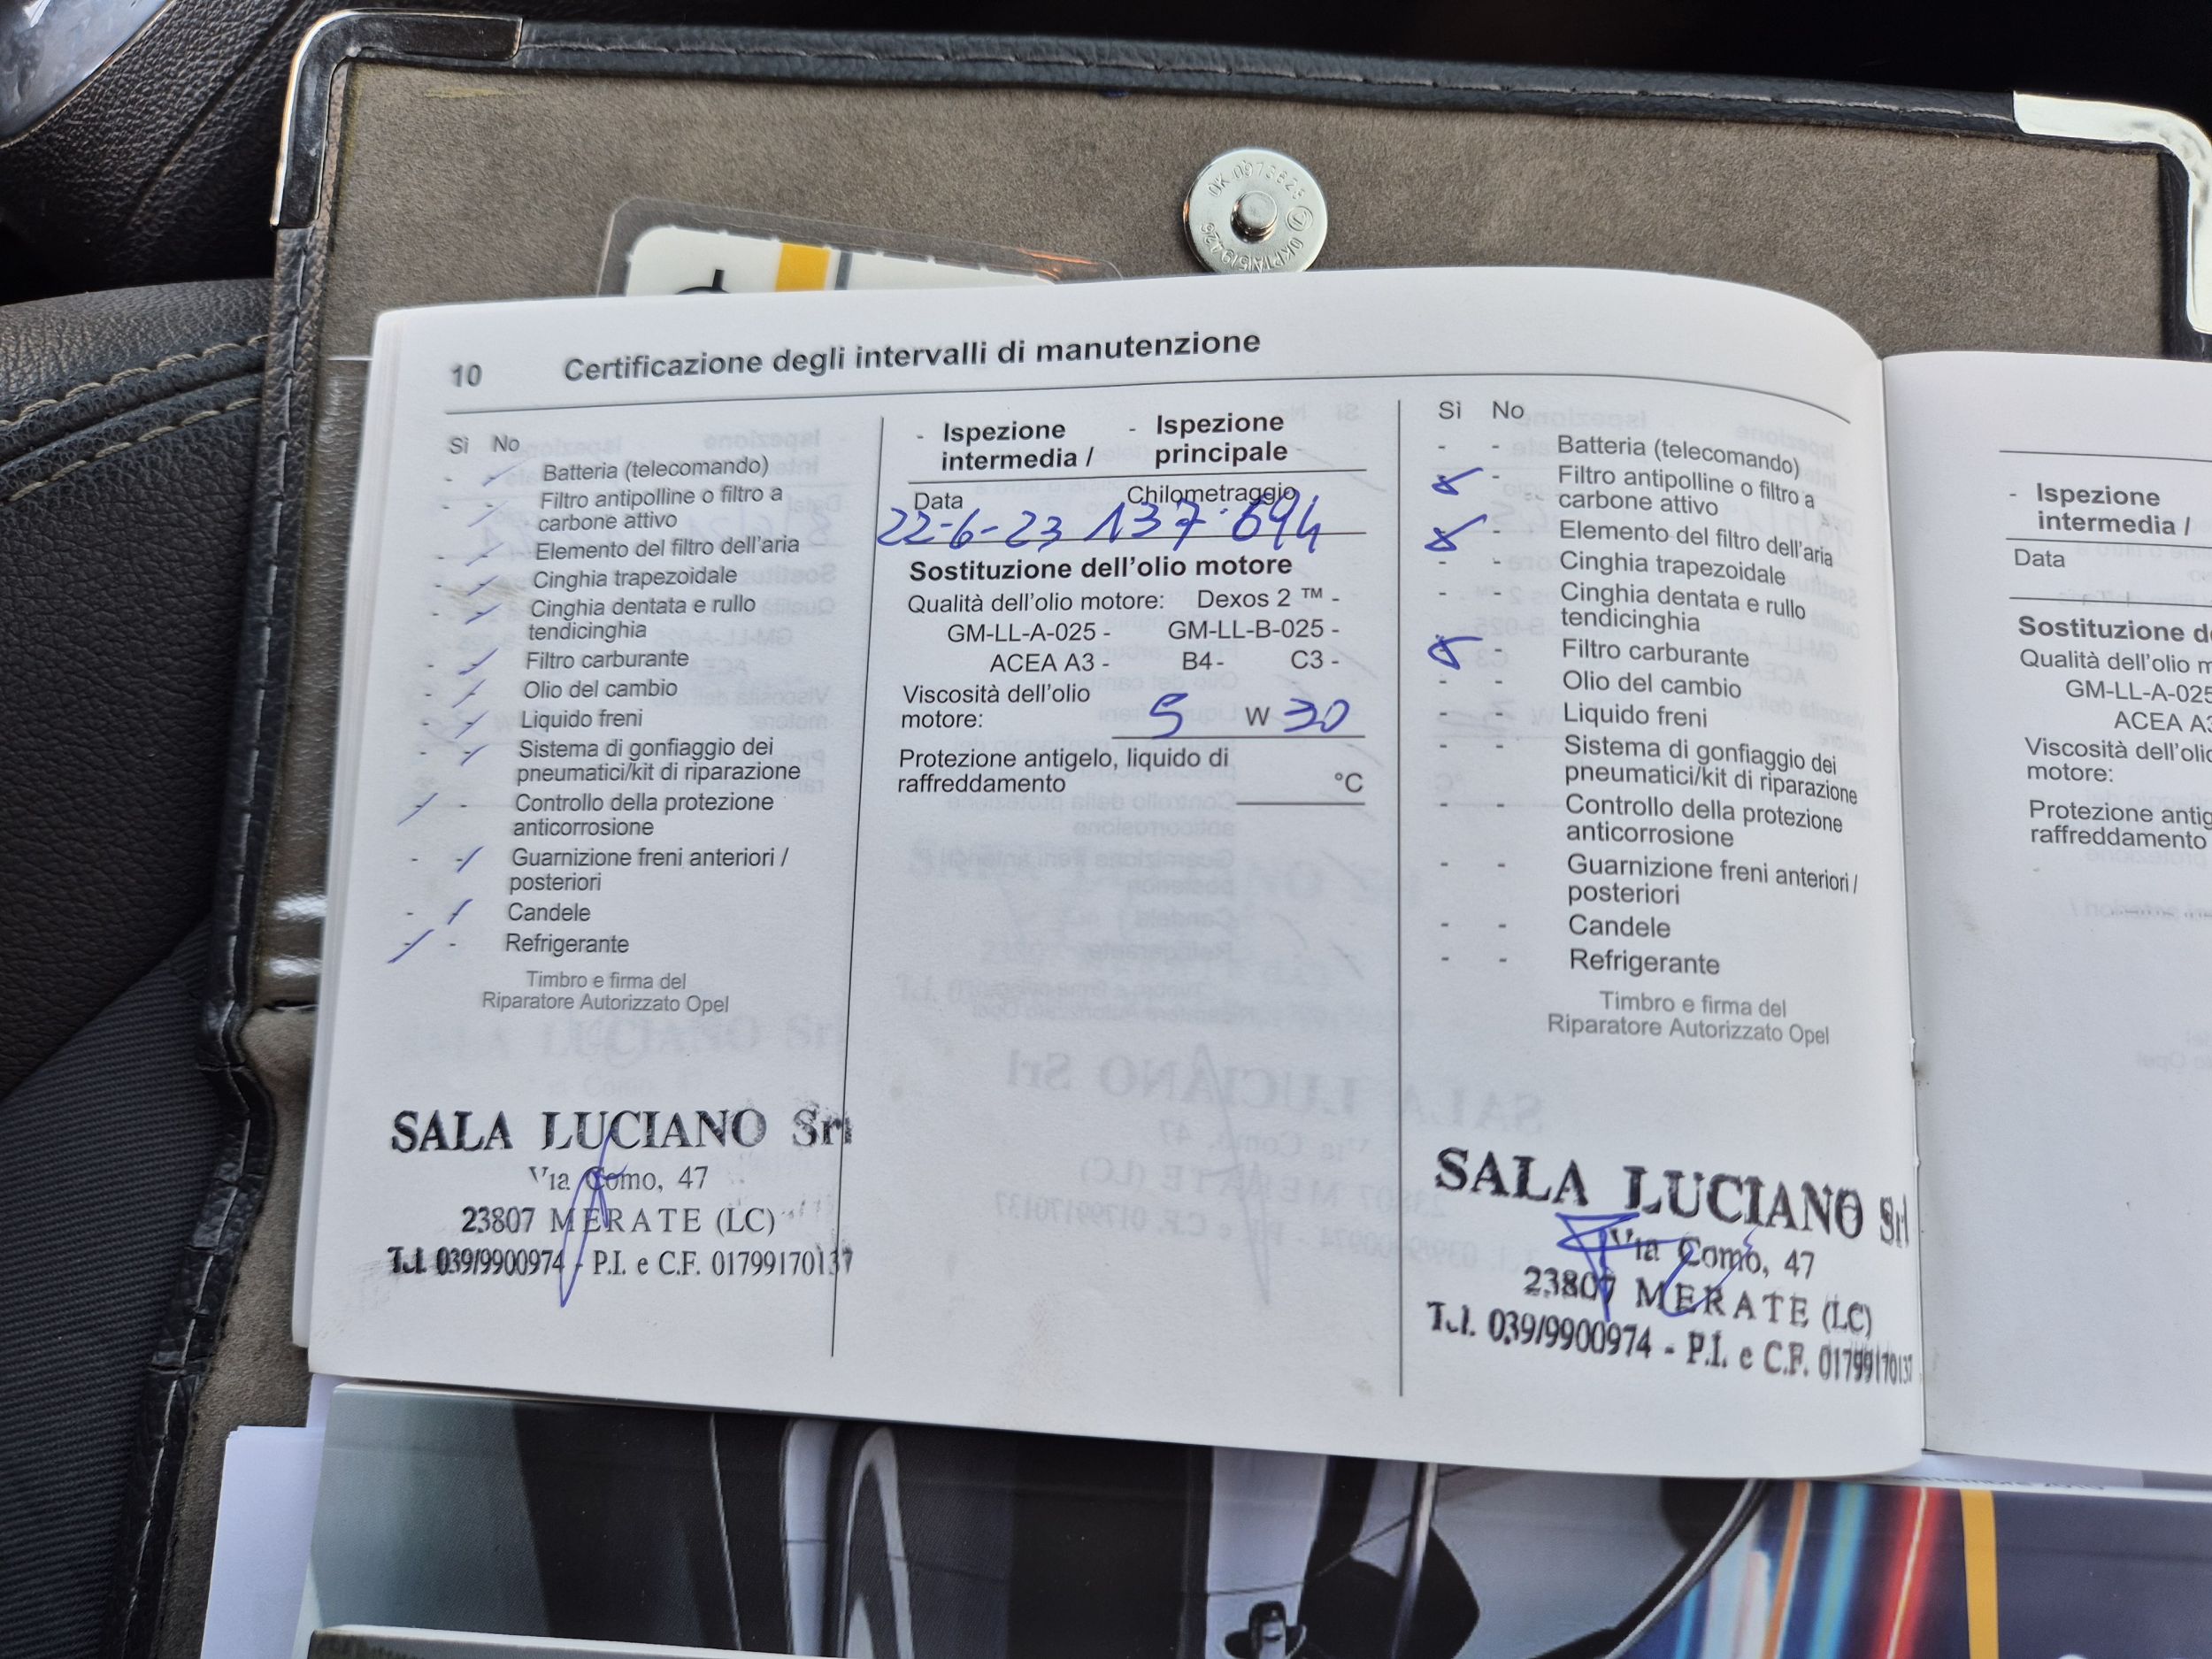 10 Certificazione degli intervalli di manutenzione
Sì No
- Batteria (telecomando)
- - Filtro antipolline o filtro a
carbone attivo
- Elemento del filtro dell'aria
- Cinghia trapezoidale
- Cinghia dentata e rullo
tendicinghia
- Filtro carburante
- Olio del cambio
- Liquido freni
- Sistema di gonfiaggio dei
pneumatici/kit di riparazione
- Controllo della protezione
anticorrosione
- - Guarnizione freni anteriori /
posteriori
- Candele
- - Refrigerante
Timbro e firma del
Riparatore Autorizzato Opel
SALA LUCIANO Srl
Via Como, 47
23807 MERATE (LC)
039/9900974 - P.I. e C.F. 01799170137
- Ispezione - Ispezione
intermedia / principale
Data Chilometraggio
22-6-23 137.694
Sostituzione dell'olio motore
Qualità dell'olio motore: Dexos 2 ™ -
GM-LL-A-025 - GM-LL-B-025 -
ACEA A3 - B4 - C3 -
Viscosità dell'olio
motore: 5 W 30
Protezione antigelo, liquido di
raffreddamento °C
Sì No
- - Batteria (telecomando)
- Filtro antipolline o filtro a
carbone attivo
- Elemento del filtro dell'aria
- - Cinghia trapezoidale
- - Cinghia dentata e rullo
tendicinghia
- Filtro carburante
- - Olio del cambio
- - Liquido freni
- - Sistema di gonfiaggio dei
pneumatici/kit di riparazione
- - Controllo della protezione
anticorrosione
- - Guarnizione freni anteriori /
posteriori
- - Candele
- - Refrigerante
Timbro e firma del
Riparatore Autorizzato Opel
SALA LUCIANO Srl
Via Como, 47
23807 MERATE (LC)
039/9900974 - P.I. e C.F. 01799170137
- Ispezione
intermedia /
Data
Sostituzione
Qualità dell'olio
GM-LL-A-025
ACEA A3
Viscosità dell'olio
motore:
Protezione
raffreddamento